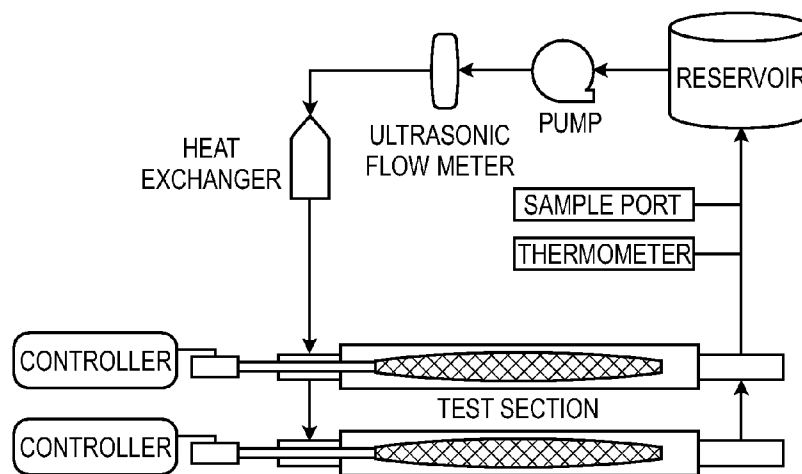 RESERVOIR
PUMP
ULTRASONIC
FLOW METER
HEAT
EXCHANGER
SAMPLE PORT
THERMOMETER
CONTROLLER
TEST SECTION
CONTROLLER